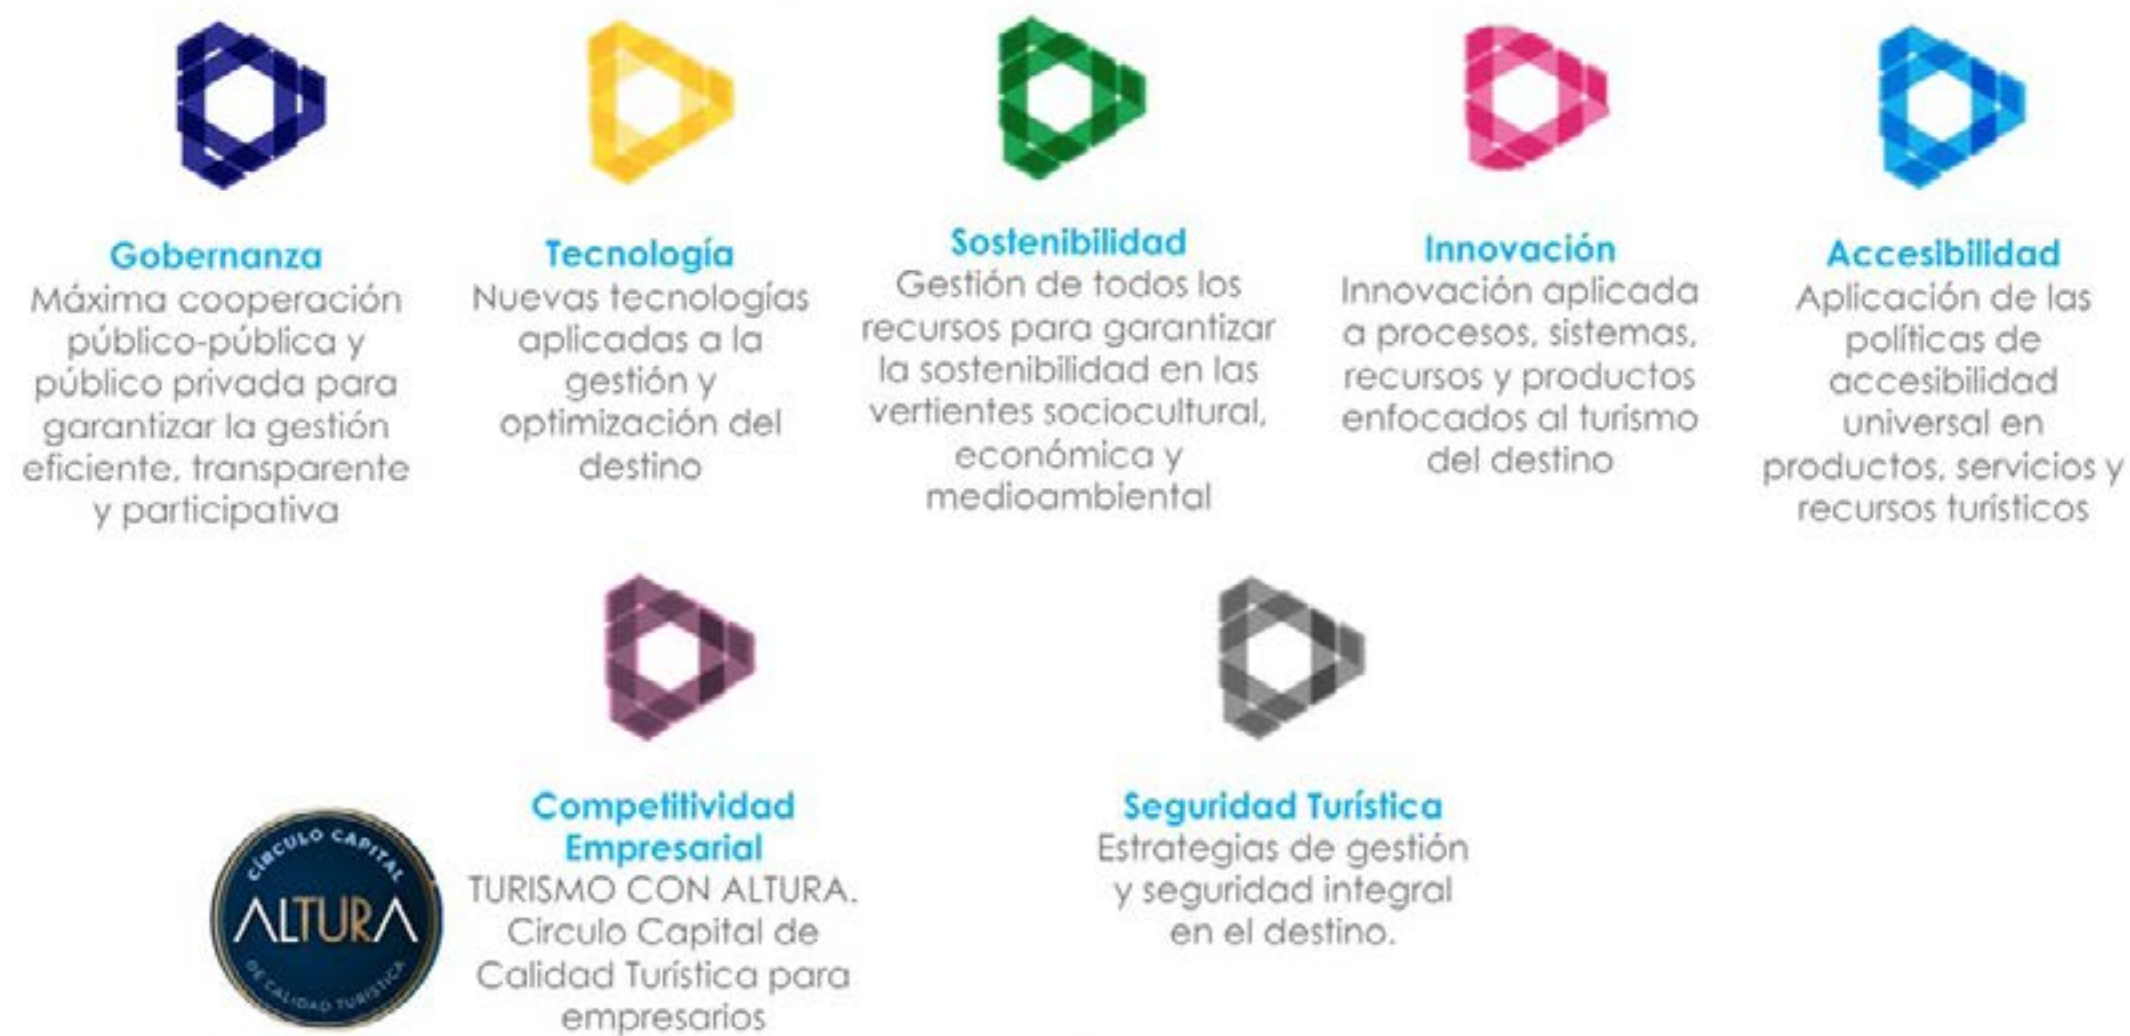 Gobernanza
Máxima cooperación
público-pública y
público privada para
garantizar la gestión
eficiente, transparente
y participativa
Tecnología
Nuevas tecnologías
aplicadas a la
gestión y
optimización del
destino
Sostenibilidad
Gestión de todos los
recursos para garantizar
la sostenibilidad en las
vertientes sociocultural,
económica y
medioambiental
Innovación
Innovación aplicada
a procesos, sistemas,
recursos y productos
enfocados al turismo
del destino
Accesibilidad
Aplicación de las
políticas de
accesibilidad
universal en
productos, servicios y
recursos turísticos
CÍRCULO CAPITAL
ALTURA
DE CALIDAD TURÍSTICA
Competitividad
Empresarial
TURISMO CON ALTURA.
Circulo Capital de
Calidad Turística para
empresarios
Seguridad Turística
Estrategias de gestión
y seguridad integral
en el destino.